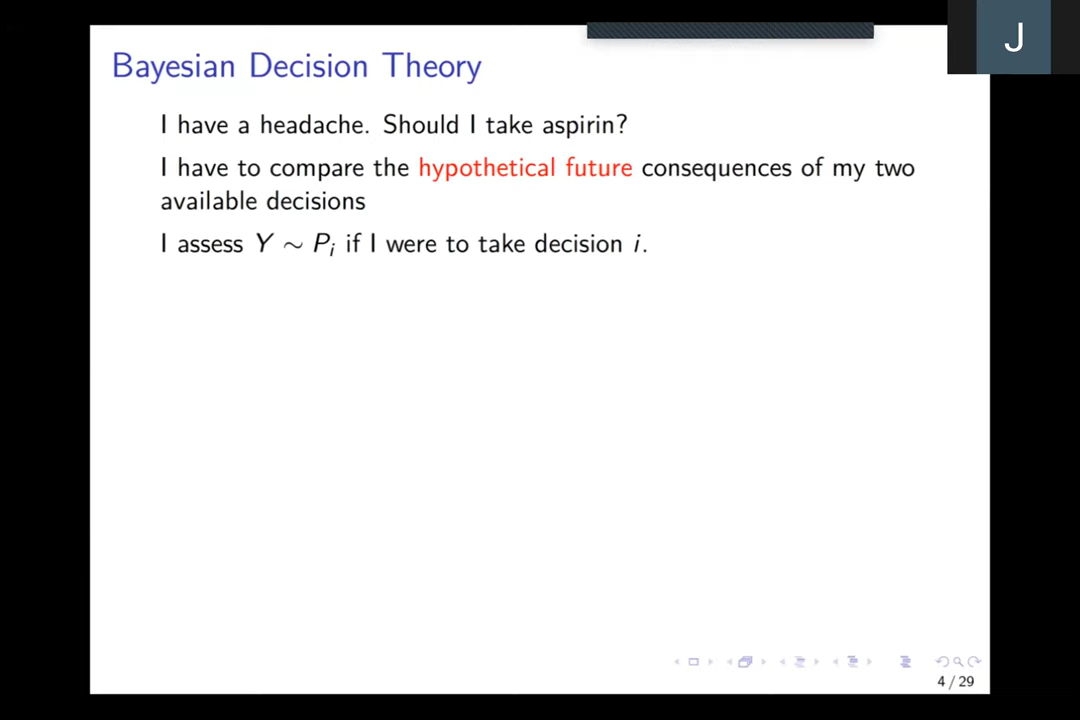 J
Bayesian Decision Theory
I have a headache. Should I take aspirin?
I have to compare the hypothetical future consequences of my two
available decisions
I assess Y ∼ Pᵢ if I were to take decision i.
4 / 29